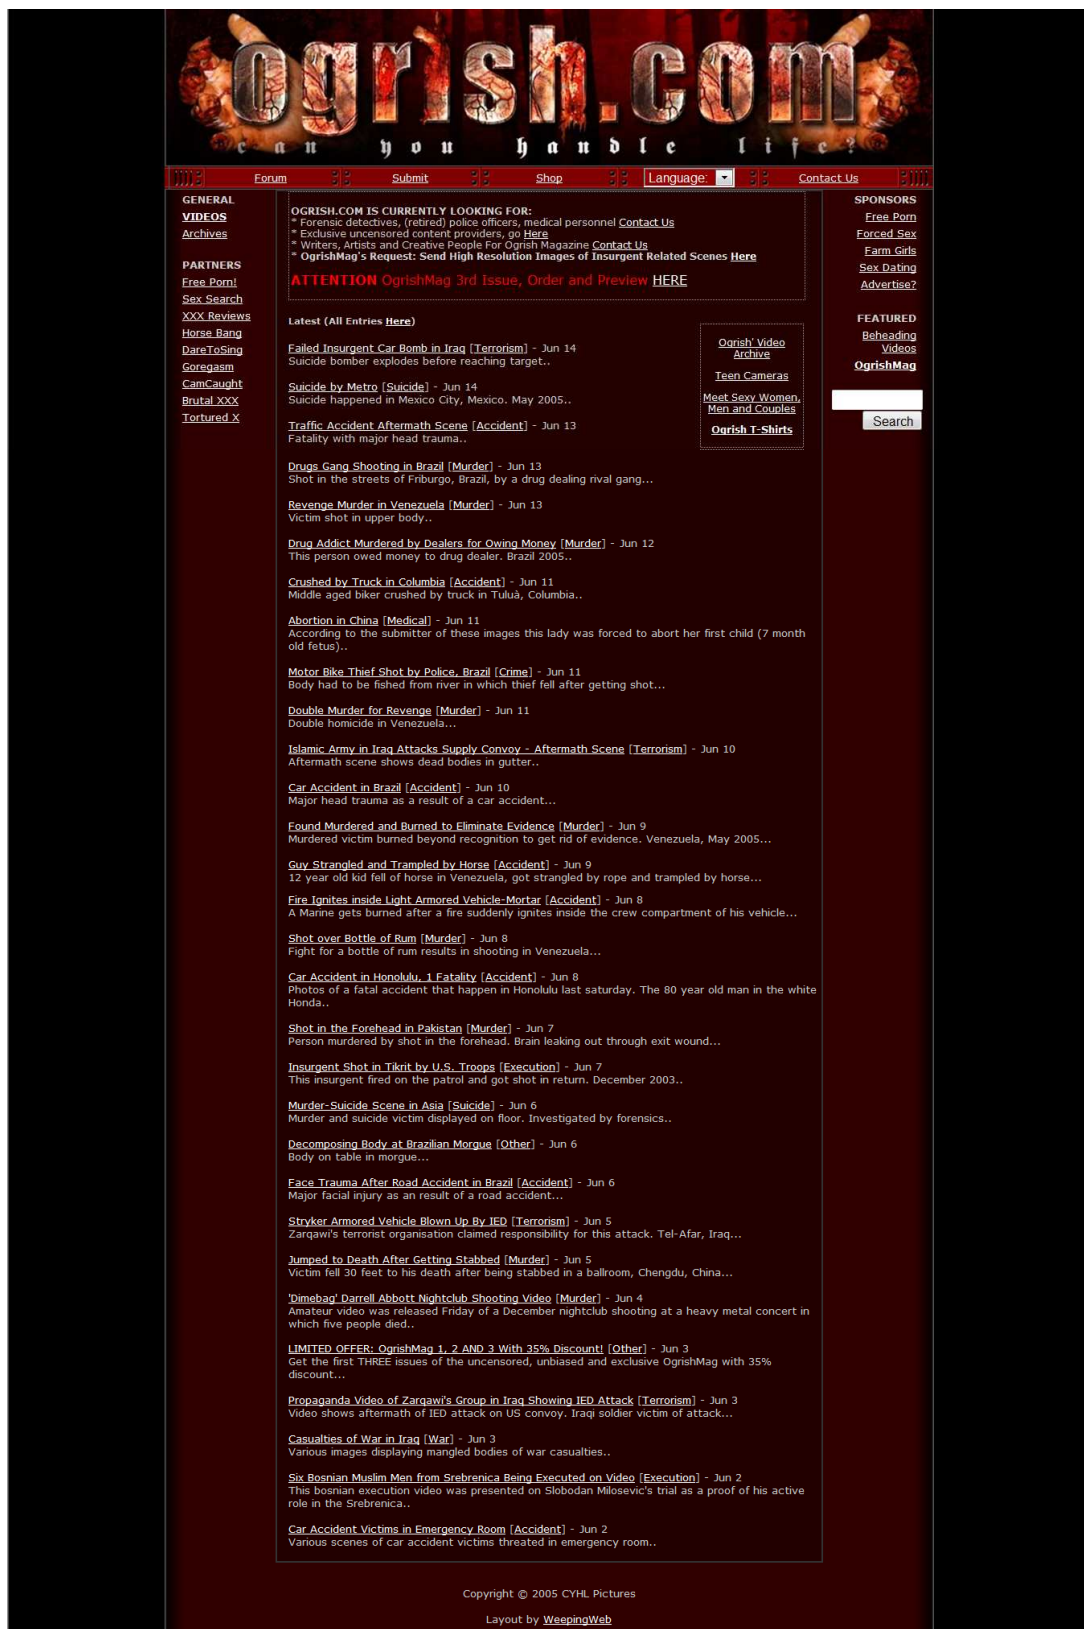 ogrish.com
can you handle life?
Forum Submit Shop Language: Contact Us
GENERAL
VIDEOS
Archives
PARTNERS
Free Porn!
Sex Search
XXX Reviews
Horse Bang
DareToSing
Goregasm
CamCaught
Brutal XXX
Tortured X
OGRISH.COM IS CURRENTLY LOOKING FOR:
* Forensic detectives, (retired) police officers, medical personnel Contact Us
* Exclusive uncensored content providers, go Here
* Writers, Artists and Creative People For Ogrish Magazine Contact Us
* OgrishMag's Request: Send High Resolution Images of Insurgent Related Scenes Here
ATTENTION OgrishMag 3rd Issue, Order and Preview HERE
Latest (All Entries Here)
Failed Insurgent Car Bomb in Iraq [Terrorism] - Jun 14
Suicide bomber explodes before reaching target..
Suicide by Metro [Suicide] - Jun 14
Suicide happened in Mexico City, Mexico. May 2005..
Traffic Accident Aftermath Scene [Accident] - Jun 13
Fatality with major head trauma..
Drugs Gang Shooting in Brazil [Murder] - Jun 13
Shot in the streets of Friburgo, Brazil, by a drug dealing rival gang...
Revenge Murder in Venezuela [Murder] - Jun 13
Victim shot in upper body..
Drug Addict Murdered by Dealers for Owing Money [Murder] - Jun 12
This person owed money to drug dealer. Brazil 2005..
Crushed by Truck in Columbia [Accident] - Jun 11
Middle aged biker crushed by truck in Tuluà, Columbia..
Abortion in China [Medical] - Jun 11
According to the submitter of these images this lady was forced to abort her first child (7 month
old fetus)..
Motor Bike Thief Shot by Police, Brazil [Crime] - Jun 11
Body had to be fished from river in which thief fell after getting shot...
Double Murder for Revenge [Murder] - Jun 11
Double homicide in Venezuela...
Islamic Army in Iraq Attacks Supply Convoy - Aftermath Scene [Terrorism] - Jun 10
Aftermath scene shows dead bodies in gutter..
Car Accident in Brazil [Accident] - Jun 10
Major head trauma as a result of a car accident...
Found Murdered and Burned to Eliminate Evidence [Murder] - Jun 9
Murdered victim burned beyond recognition to get rid of evidence. Venezuela, May 2005...
Guy Strangled and Trampled by Horse [Accident] - Jun 9
12 year old kid fell of horse in Venezuela, got strangled by rope and trampled by horse...
Fire Ignites inside Light Armored Vehicle-Mortar [Accident] - Jun 8
A Marine gets burned after a fire suddenly ignites inside the crew compartment of his vehicle...
Shot over Bottle of Rum [Murder] - Jun 8
Fight for a bottle of rum results in shooting in Venezuela...
Car Accident in Honolulu, 1 Fatality [Accident] - Jun 8
Photos of a fatal accident that happen in Honolulu last saturday. The 80 year old man in the white
Honda..
Shot in the Forehead in Pakistan [Murder] - Jun 7
Person murdered by shot in the forehead. Brain leaking out through exit wound...
Insurgent Shot in Tikrit by U.S. Troops [Execution] - Jun 7
This insurgent fired on the patrol and got shot in return. December 2003..
Murder-Suicide Scene in Asia [Suicide] - Jun 6
Murder and suicide victim displayed on floor. Investigated by forensics..
Decomposing Body at Brazilian Morgue [Other] - Jun 6
Body on table in morgue...
Face Trauma After Road Accident in Brazil [Accident] - Jun 6
Major facial injury as an result of a road accident...
Stryker Armored Vehicle Blown Up By IED [Terrorism] - Jun 5
Zarqawi's terrorist organisation claimed responsibility for this attack. Tel-Afar, Iraq...
Jumped to Death After Getting Stabbed [Murder] - Jun 5
Victim fell 30 feet to his death after being stabbed in a ballroom, Chengdu, China...
'Dimebag' Darrell Abbott Nightclub Shooting Video [Murder] - Jun 4
Amateur video was released Friday of a December nightclub shooting at a heavy metal concert in
which five people died..
LIMITED OFFER: OgrishMag 1, 2 AND 3 With 35% Discount! [Other] - Jun 3
Get the first THREE issues of the uncensored, unbiased and exclusive OgrishMag with 35%
discount...
Propaganda Video of Zarqawi's Group in Iraq Showing IED Attack [Terrorism] - Jun 3
Video shows aftermath of IED attack on US convoy. Iraqi soldier victim of attack...
Casualties of War in Iraq [War] - Jun 3
Various images displaying mangled bodies of war casualties..
Six Bosnian Muslim Men from Srebrenica Being Executed on Video [Execution] - Jun 2
This bosnian execution video was presented on Slobodan Milosevic's trial as a proof of his active
role in the Srebrenica..
Car Accident Victims in Emergency Room [Accident] - Jun 2
Various scenes of car accident victims threated in emergency room..
Ogrish' Video
Archive
Teen Cameras
Meet Sexy Women,
Men and Couples
Ogrish T-Shirts
SPONSORS
Free Porn
Forced Sex
Farm Girls
Sex Dating
Advertise?
FEATURED
Beheading
Videos
OgrishMag
Search
Copyright © 2005 CYHL Pictures
Layout by WeepingWeb